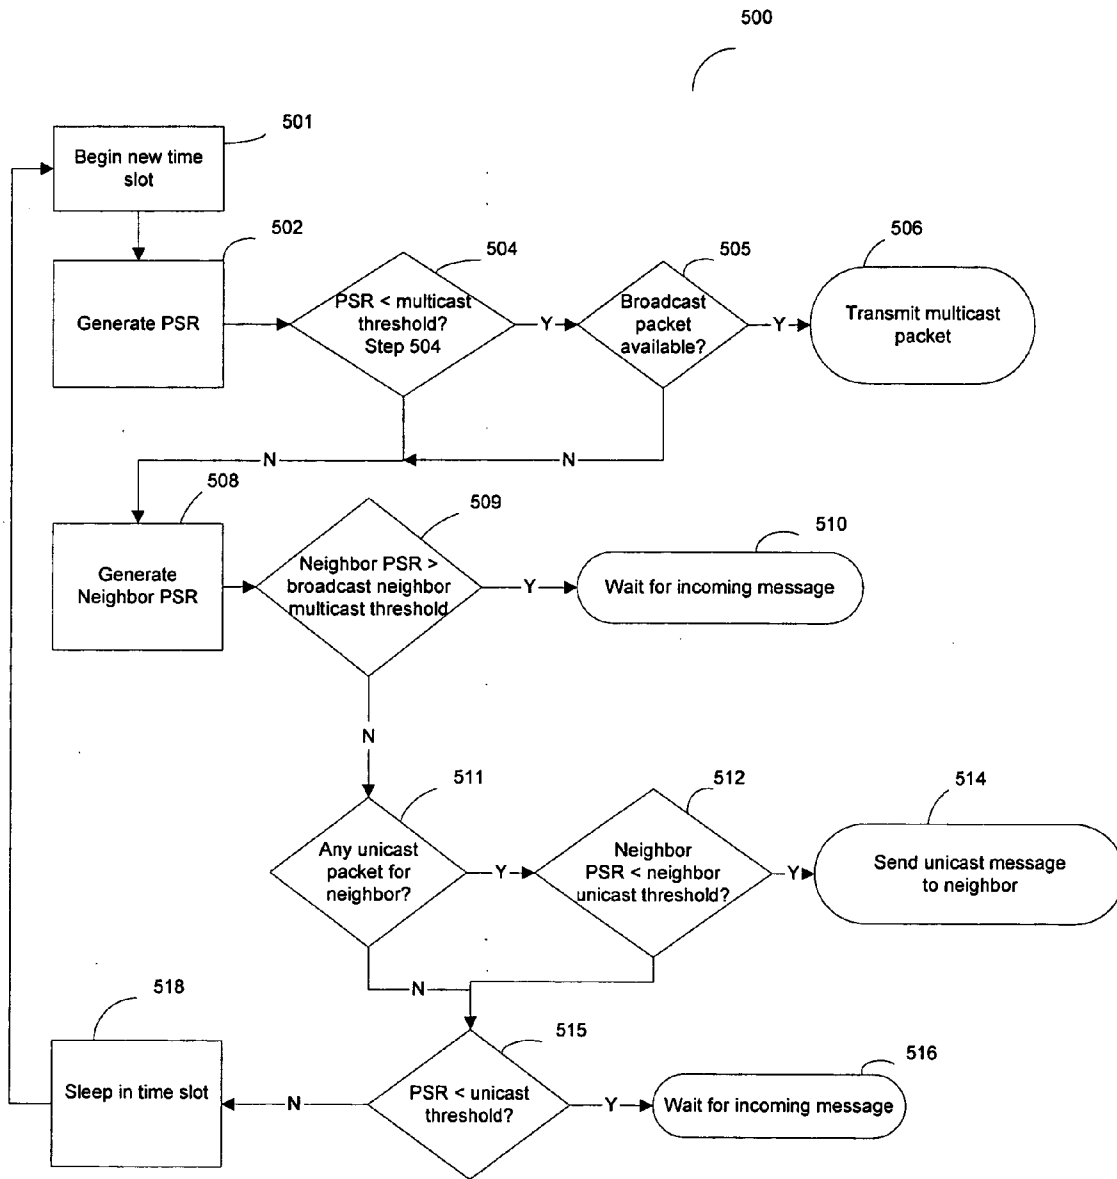 500
501
Begin new time
slot
502
504
505
506
Generate PSR
PSR < multicast
threshold?
Step 504
Y
Broadcast
packet
available?
Y
Transmit multicast
packet
N
N
508
509
510
Generate
Neighbor PSR
Neighbor PSR >
broadcast neighbor
multicast threshold
Y
Wait for incoming message
N
511
512
514
Any unicast
packet for
neighbor?
Y
Neighbor
PSR < neighbor
unicast threshold?
Y
Send unicast message
to neighbor
N
518
515
516
Sleep in time slot
N
PSR < unicast
threshold?
Y
Wait for incoming message